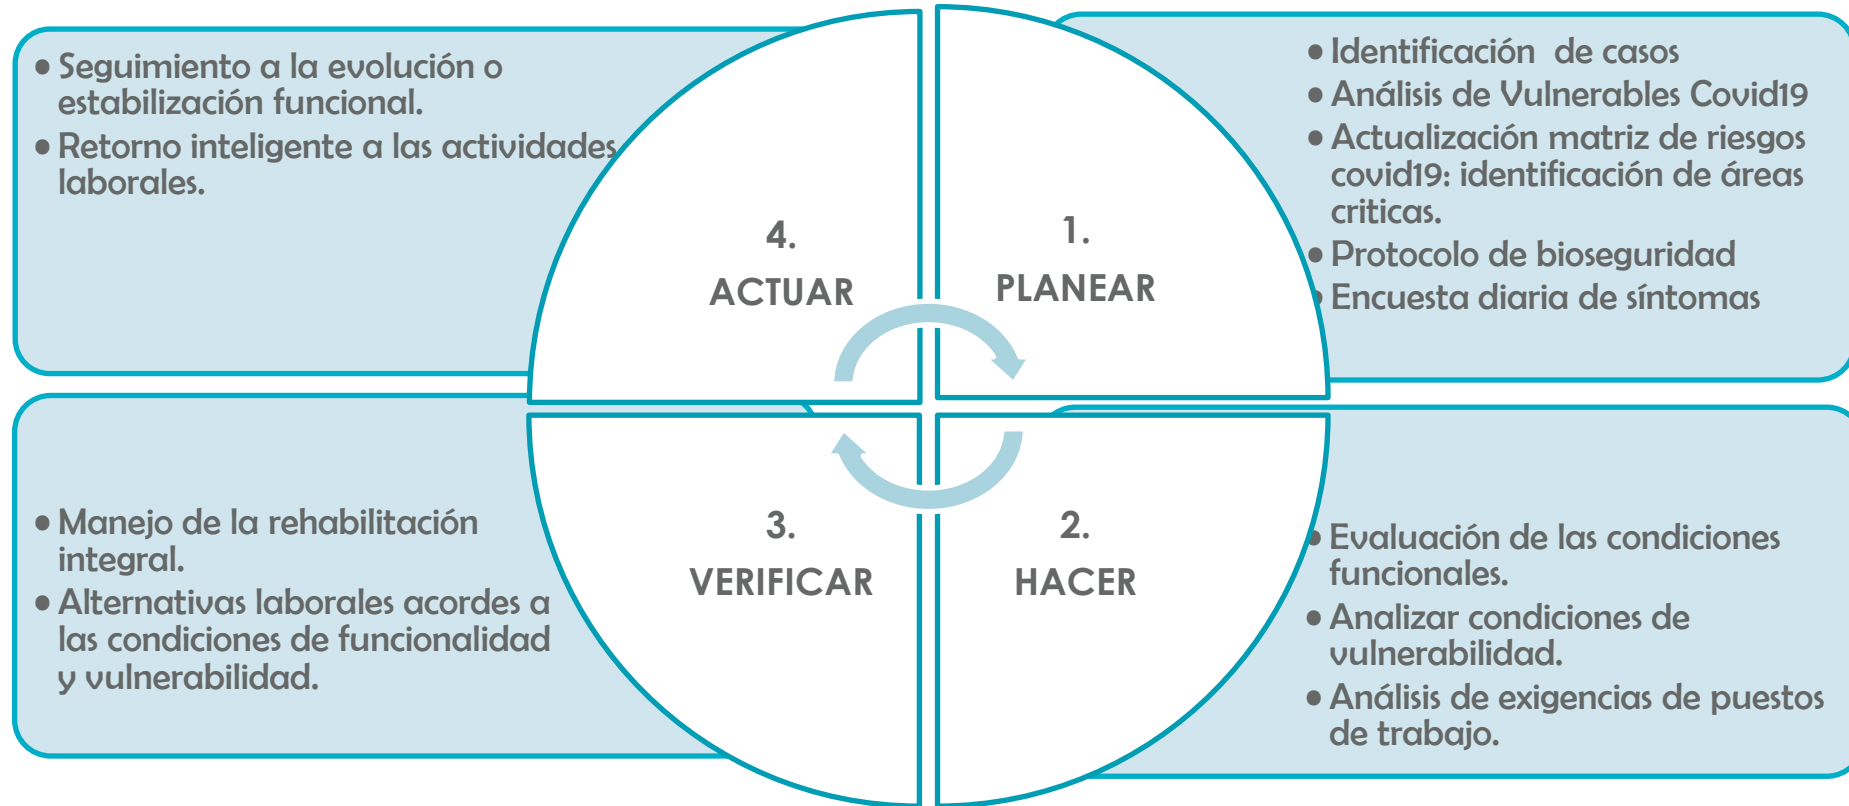 • Seguimiento a la evolución o
estabilización funcional.
• Retorno inteligente a las actividades
laborales.
4.
ACTUAR
1.
PLANEAR
• Identificación de casos
• Análisis de Vulnerables Covid19
• Actualización matriz de riesgos
covid19: identificación de áreas
criticas.
• Protocolo de bioseguridad
• Encuesta diaria de síntomas
• Manejo de la rehabilitación
integral.
• Alternativas laborales acordes a
las condiciones de funcionalidad
y vulnerabilidad.
3.
VERIFICAR
2.
HACER
• Evaluación de las condiciones
funcionales.
• Analizar condiciones de
vulnerabilidad.
• Análisis de exigencias de puestos
de trabajo.